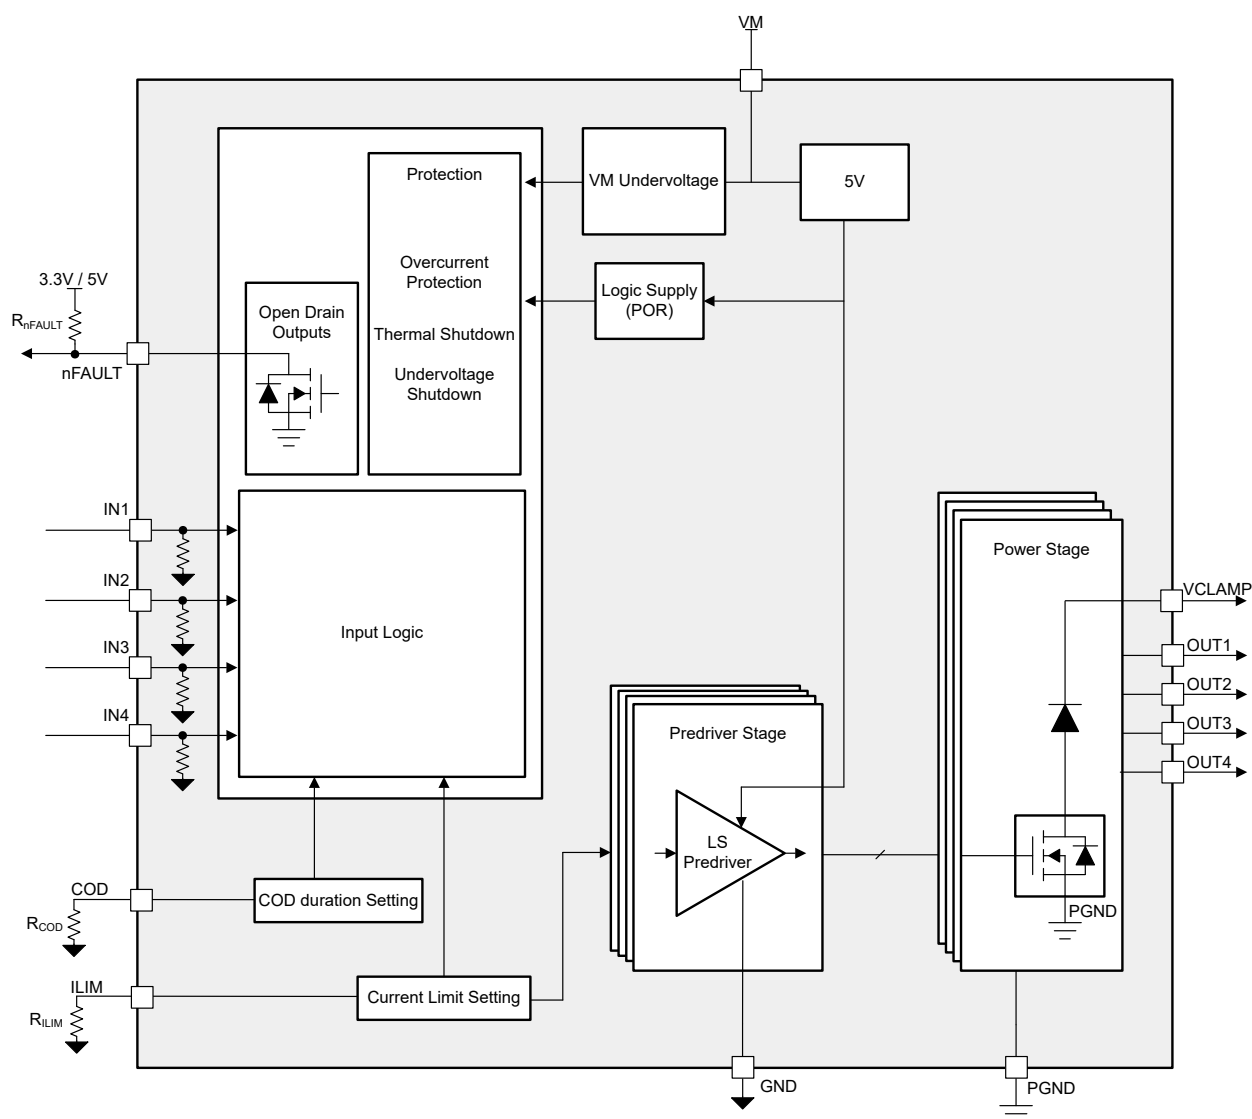 VM
Protection
VM Undervoltage
5V
Overcurrent
Protection
3.3V / 5V
Logic Supply
(POR)
Open Drain
Outputs
RnFAULT
Thermal Shutdown
nFAULT
Undervoltage
Shutdown
IN1
Power Stage
IN2
VCLAMP
Input Logic
IN3
OUT1
OUT2
IN4
OUT3
Predriver Stage
OUT4
LS
Predriver
COD
COD duration Setting
RCOD
PGND
ILIM
Current Limit Setting
RILIM
GND
PGND